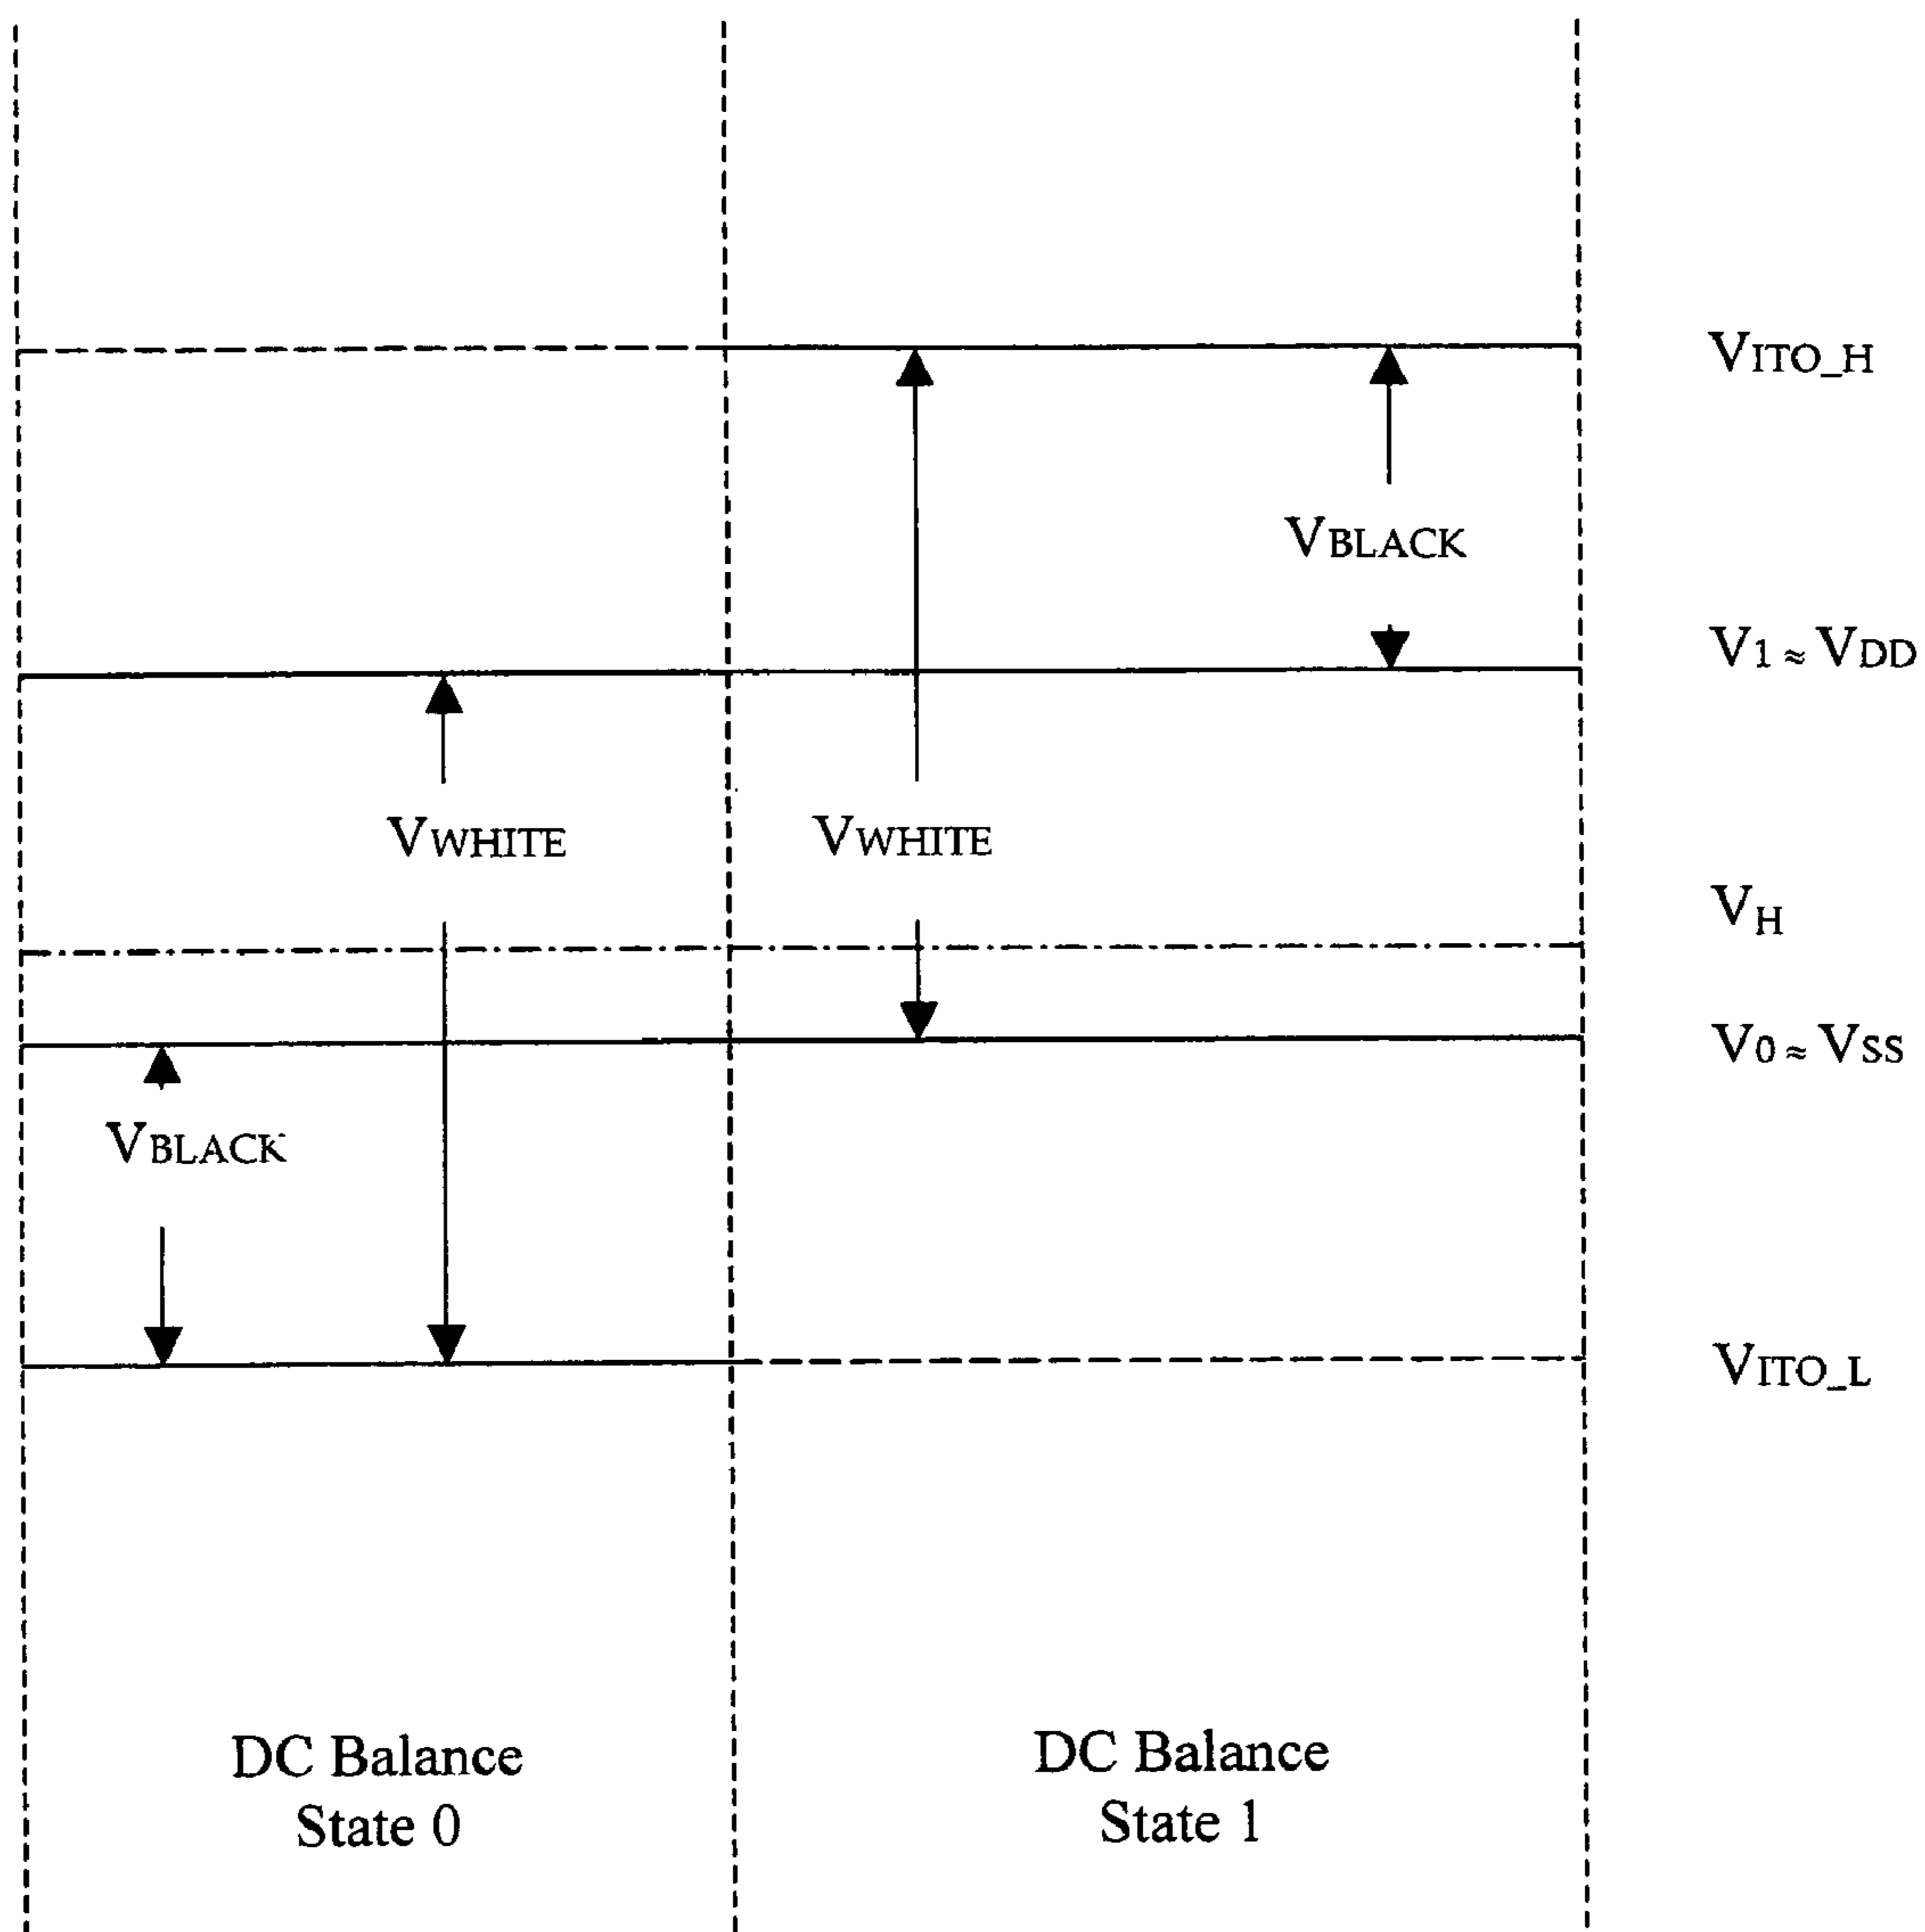 VITO_H
VBLACK
V1 ≈ VDD
VWHITE
VWHITE
VH
V0 ≈ VSS
VBLACK
VITO_L
DC Balance
State 0
DC Balance
State 1